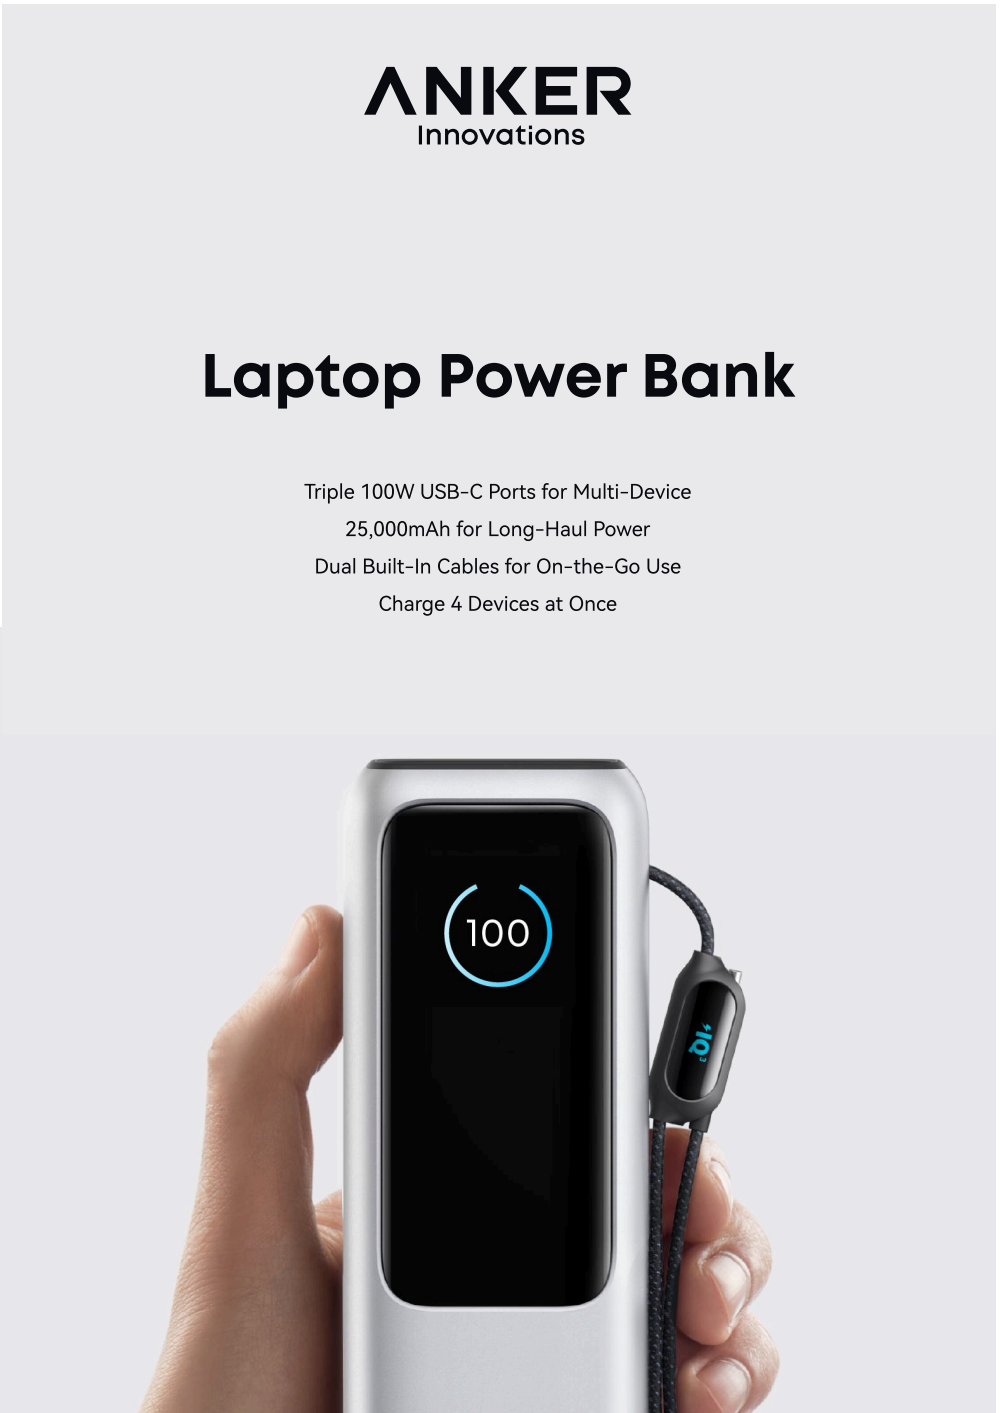 ANKER
Innovations
Laptop Power Bank
Triple 100W USB-C Ports for Multi-Device
25,000mAh for Long-Haul Power
Dual Built-In Cables for On-the-Go Use
Charge 4 Devices at Once
100